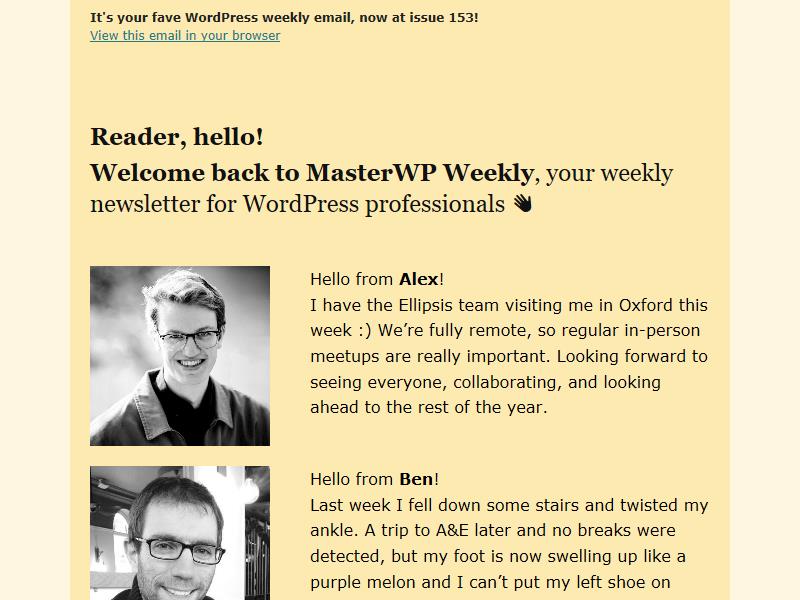 It's your fave WordPress weekly email, now at issue 153!
View this email in your browser
Reader, hello!
Welcome back to MasterWP Weekly, your weekly
newsletter for WordPress professionals 👋
Hello from Alex!
I have the Ellipsis team visiting me in Oxford this
week :) We’re fully remote, so regular in-person
meetups are really important. Looking forward to
seeing everyone, collaborating, and looking
ahead to the rest of the year.
Hello from Ben!
Last week I fell down some stairs and twisted my
ankle. A trip to A&E later and no breaks were
detected, but my foot is now swelling up like a
purple melon and I can’t put my left shoe on